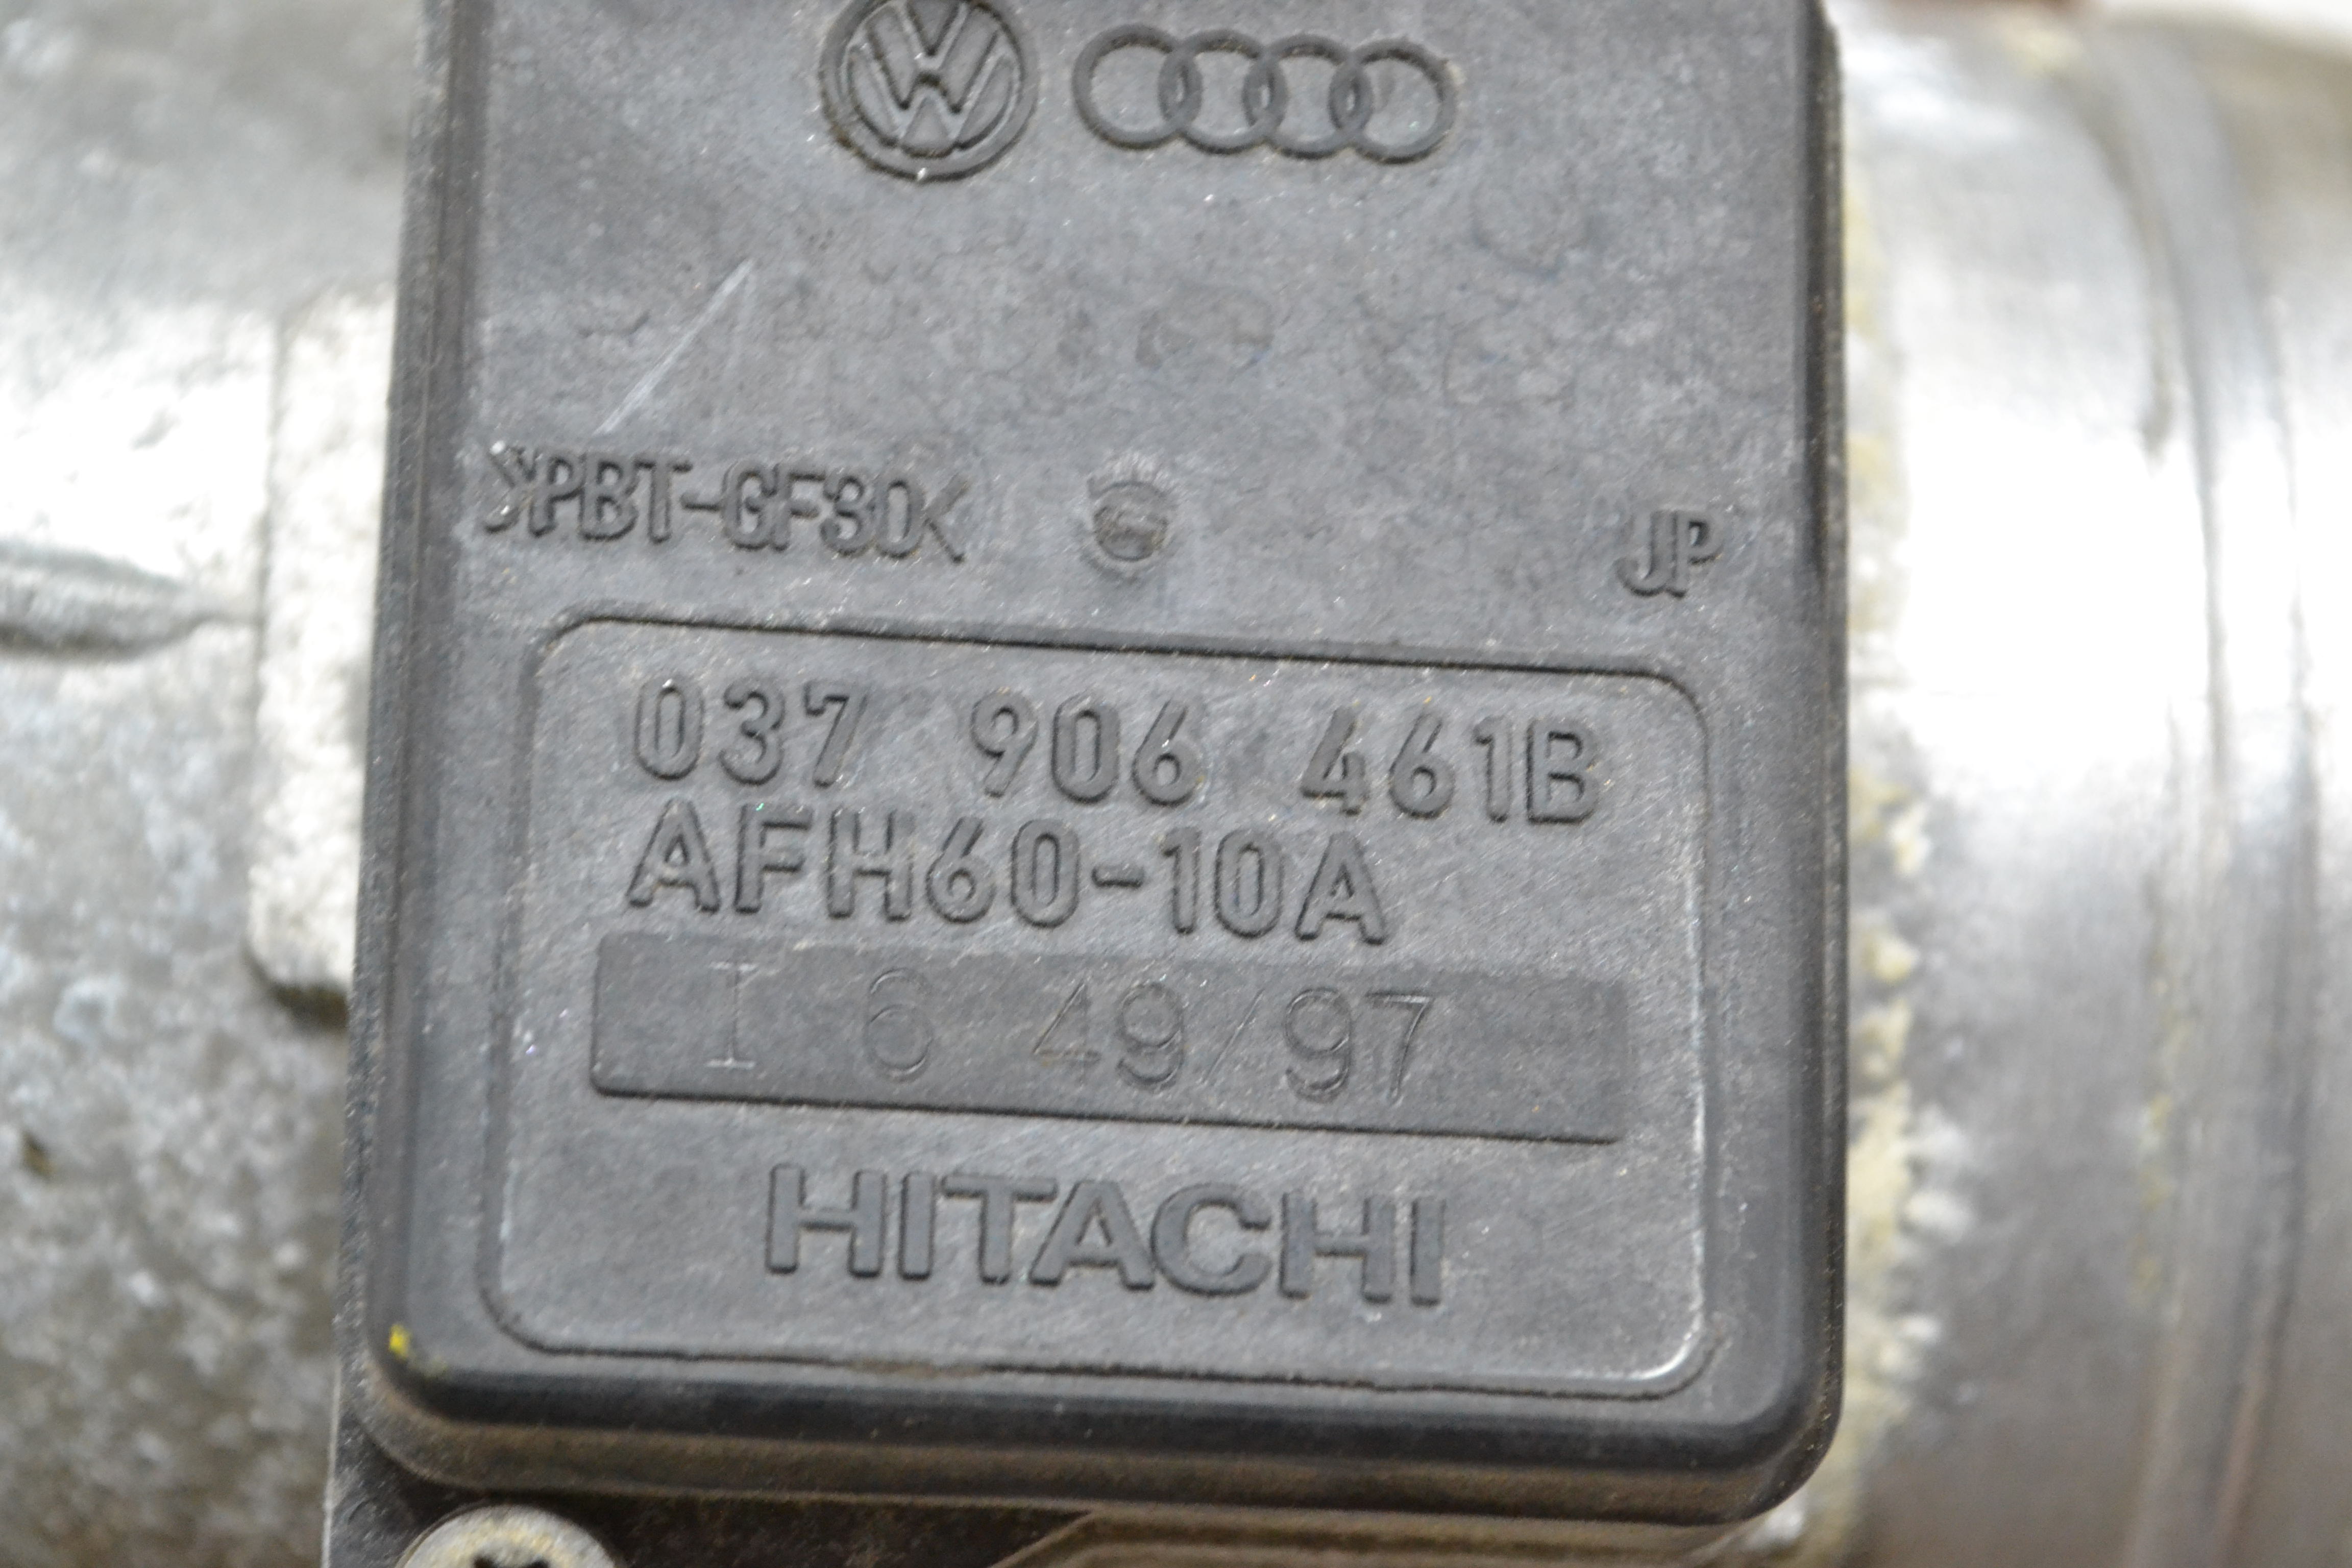 >PBT-GF30<
JP
037 906 461B
AFH60-10A
I 6 49/97
HITACHI